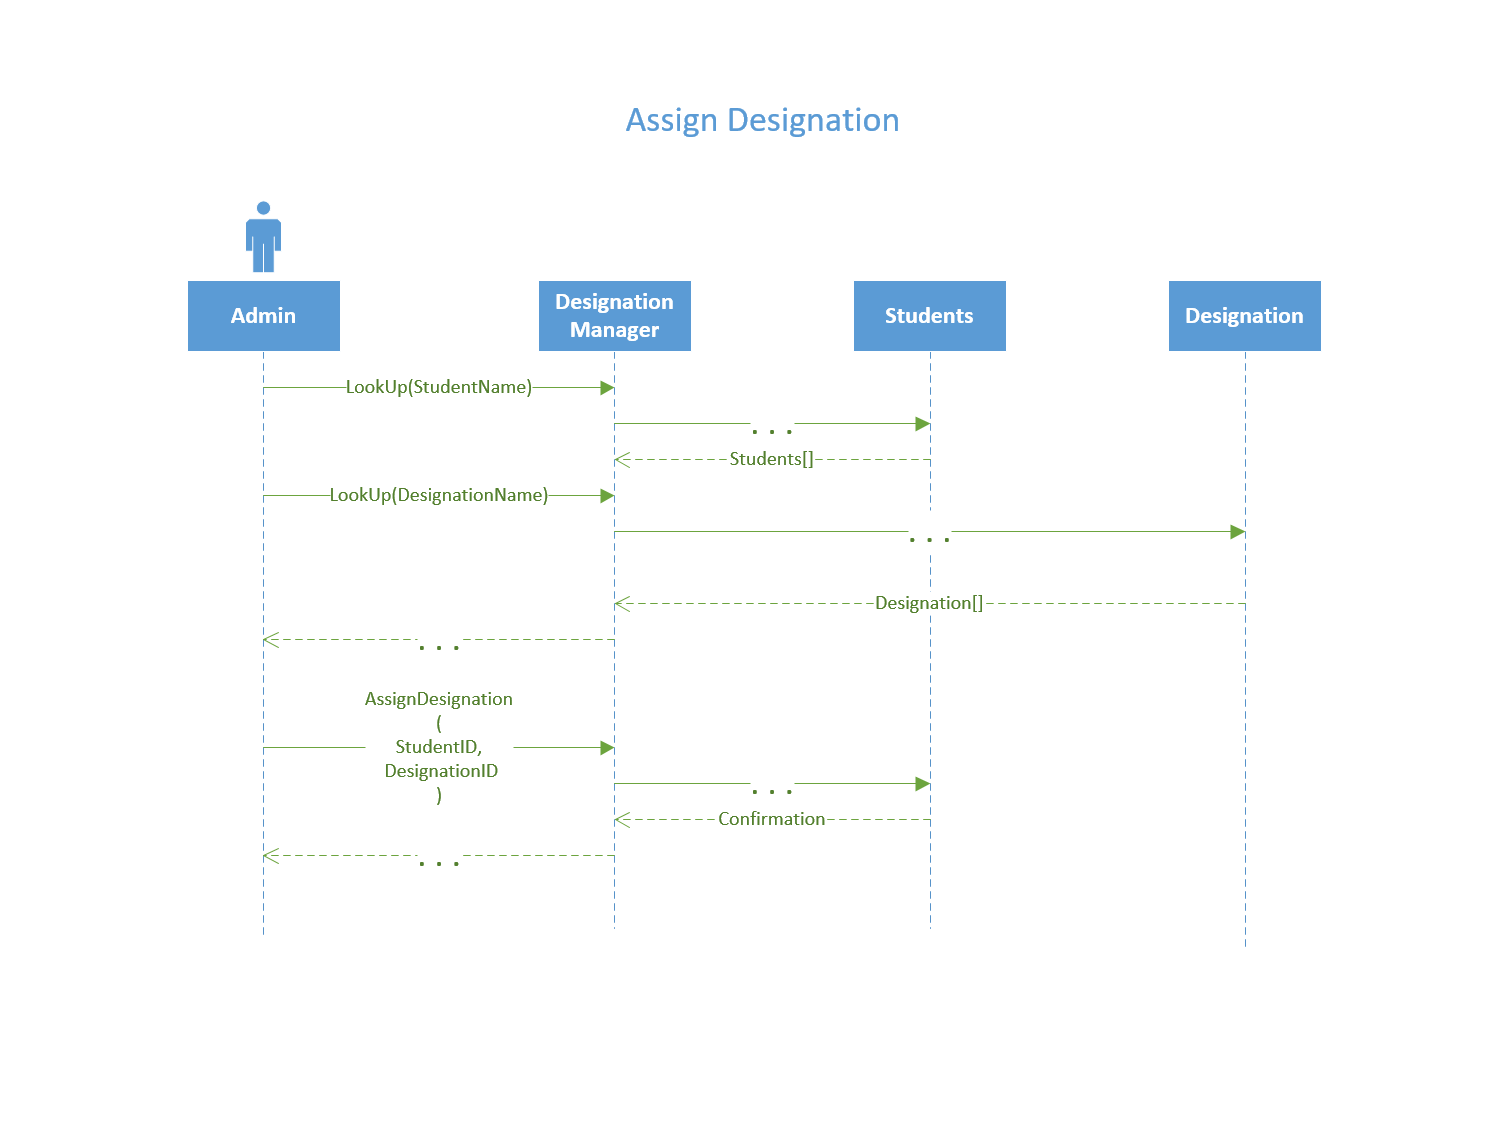 Assign Designation
Admin
Designation
Manager
Students
Designation
LookUp(StudentName)
. . .
Students[]
LookUp(DesignationName)
. . .
Designation[]
. . .
AssignDesignation
(
StudentID,
DesignationID
)
. . .
Confirmation
. . .